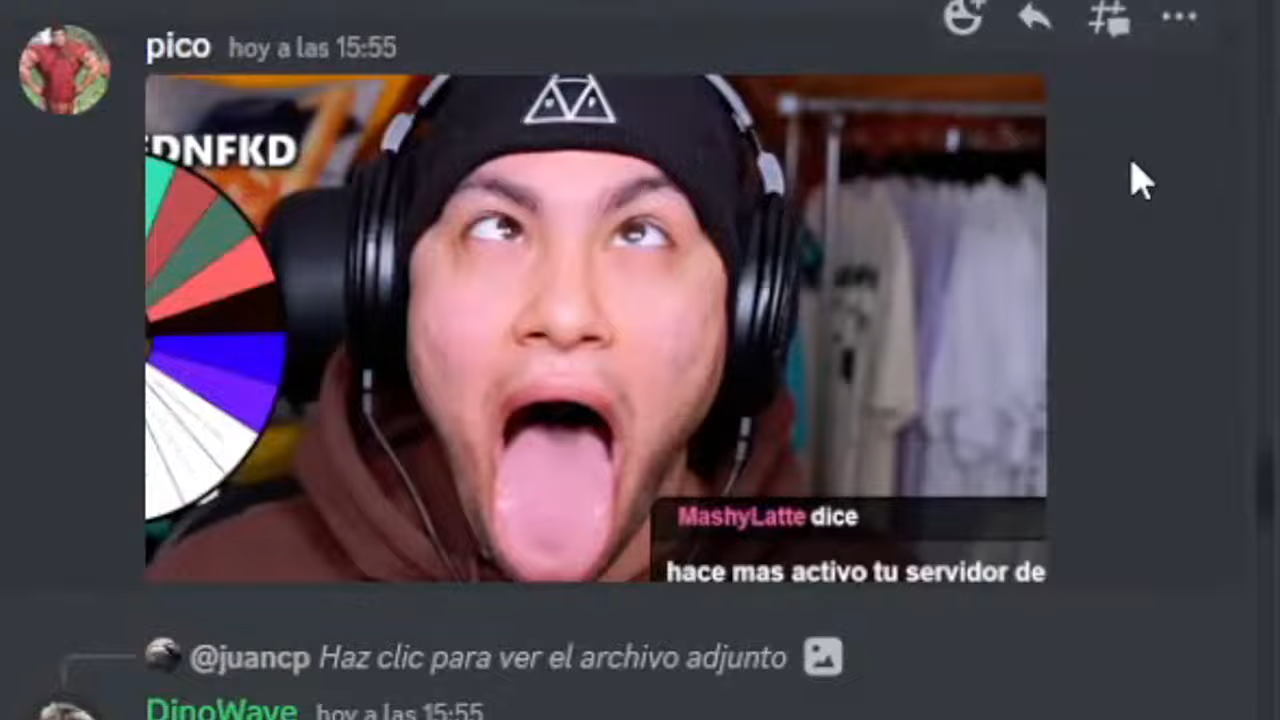 pico hoy a las 15:55
DNFKD
MashyLatte dice
hace mas activo tu servidor de
@juancp Haz clic para ver el archivo adjunto
DinoWave hoy a las 15:55